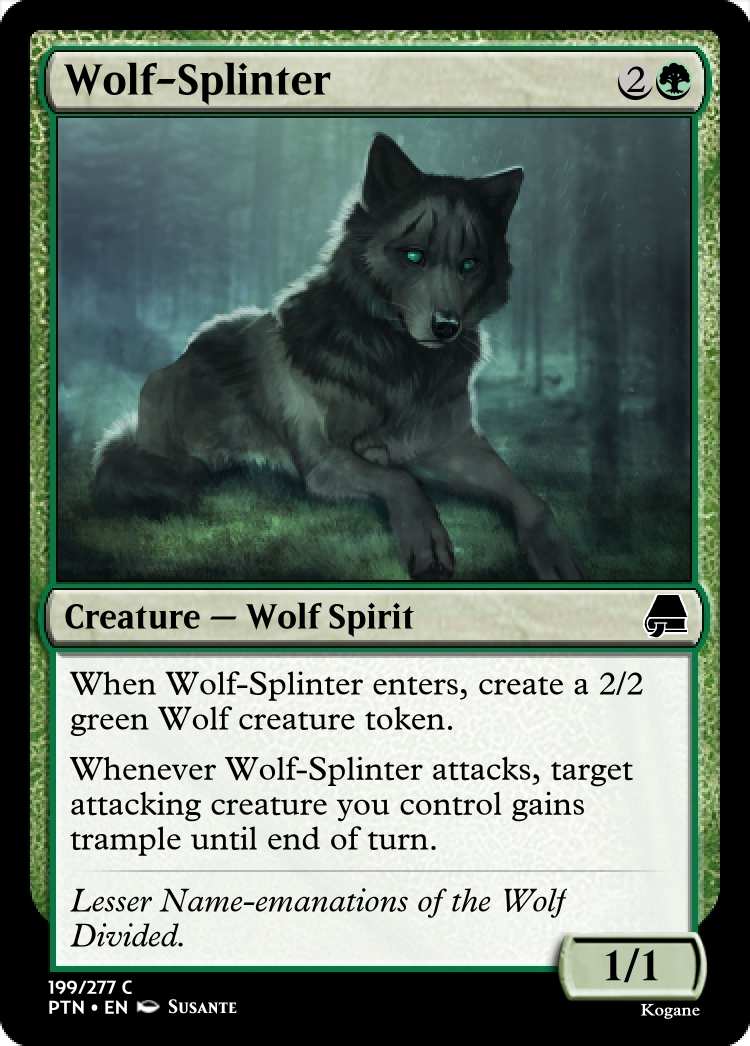 Wolf-Splinter 2
Creature — Wolf Spirit
When Wolf-Splinter enters, create a 2/2
green Wolf creature token.
Whenever Wolf-Splinter attacks, target
attacking creature you control gains
trample until end of turn.
Lesser Name-emanations of the Wolf
Divided.
1/1
199/277 C
PTN • EN Susante
Kogane